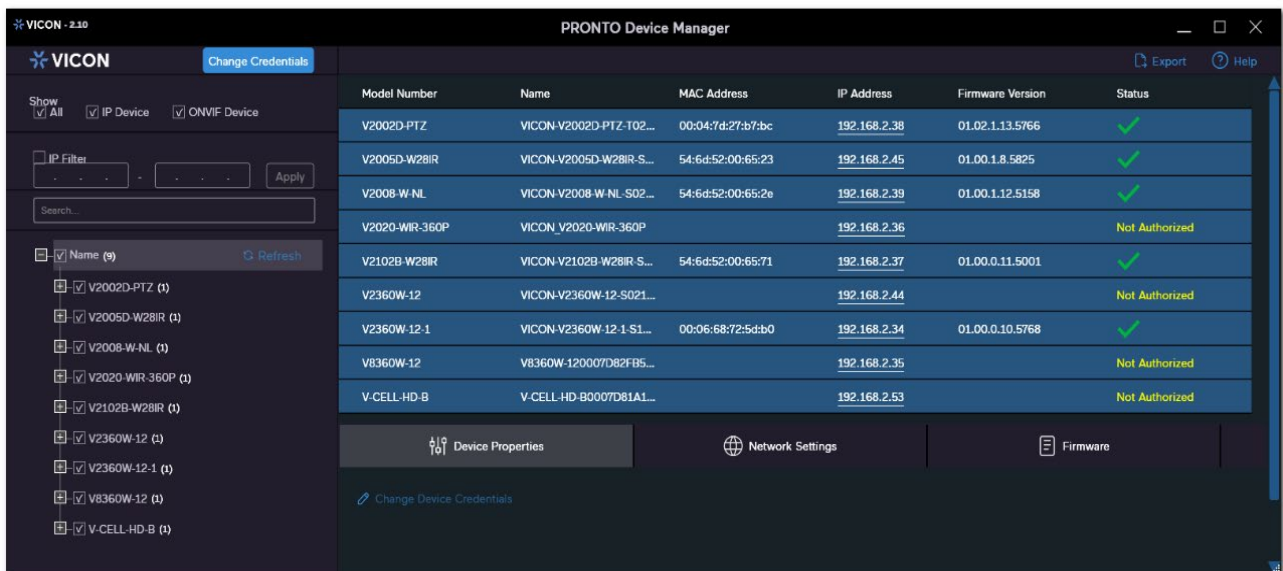 VICON - 2.10
PRONTO Device Manager
VICON
Change Credentials
Export
Help
Show
All
IP Device
ONVIF Device
IP Filter
. . . - . . . Apply
Search...
Name (9)
Refresh
V2002D-PTZ (1)
V2005D-W28IR (1)
V2008-W-NL (1)
V2020-WIR-360P (1)
V2102B-W28IR (1)
V2360W-12 (1)
V2360W-12-1 (1)
V8360W-12 (1)
V-CELL-HD-B (1)
Model Number Name MAC Address IP Address Firmware Version Status
V2002D-PTZ VICON-V2002D-PTZ-T02... 00:04:7d:27:b7:bc 192.168.2.38 01.02.1.13.5766
V2005D-W28IR VICON-V2005D-W28IR-S... 54:6d:52:00:65:23 192.168.2.45 01.00.1.8.5825
V2008-W-NL VICON-V2008-W-NL-S02... 54:6d:52:00:65:2e 192.168.2.39 01.00.1.12.5158
V2020-WIR-360P VICON_V2020-WIR-360P 192.168.2.36 Not Authorized
V2102B-W28IR VICON-V2102B-W28IR-S... 54:6d:52:00:65:71 192.168.2.37 01.00.0.11.5001
V2360W-12 VICON-V2360W-12-S021... 192.168.2.44 Not Authorized
V2360W-12-1 VICON-V2360W-12-1-S1... 00:06:68:72:5d:b0 192.168.2.34 01.00.0.10.5768
V8360W-12 V8360W-120007D82FB5... 192.168.2.35 Not Authorized
V-CELL-HD-B V-CELL-HD-B0007D81A1... 192.168.2.53 Not Authorized
Device Properties
Network Settings
Firmware
Change Device Credentials